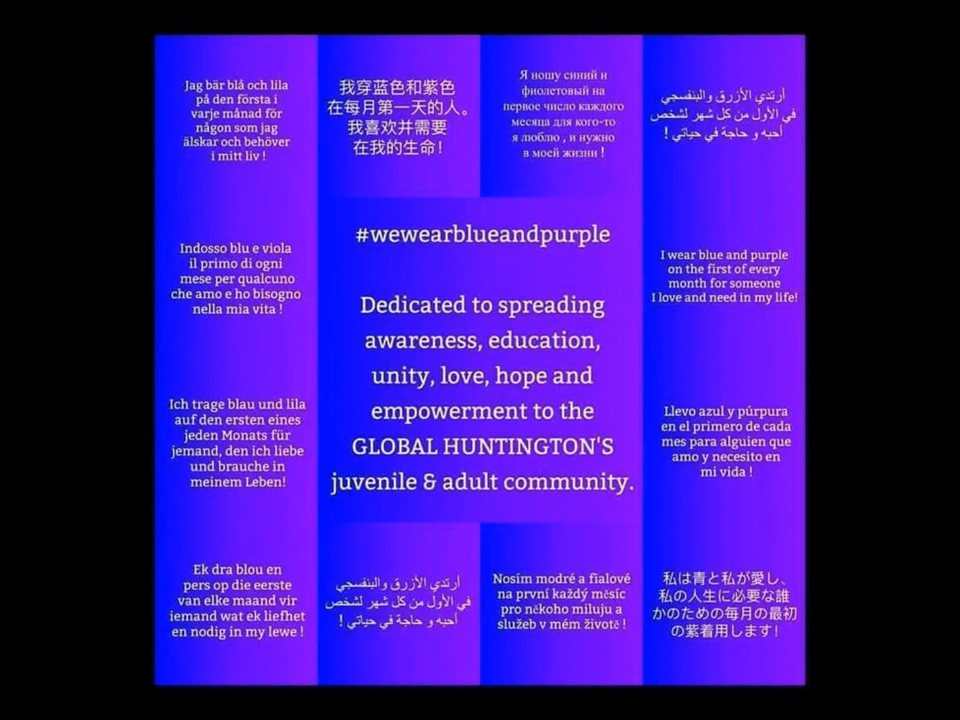 Jag bär blå och lila
på den första i
varje månad för
någon som jag
älskar och behöver
i mitt liv !
我穿蓝色和紫色
在每月第一天的人。
我喜欢并需要
在我的生命!
Я ношу синий и
фиолетовый на
первое число каждого
месяца для кого-то
я люблю , и нужно
в моей жизни !
أرتدي الأزرق والبنفسجي
في الأول من كل شهر لشخص
أحبه و حاجة في حياتي !
Indosso blu e viola
il primo di ogni
mese per qualcuno
che amo e ho bisogno
nella mia vita !
#wewearblueandpurple
Dedicated to spreading
awareness, education,
unity, love, hope and
empowerment to the
GLOBAL HUNTINGTON'S
juvenile & adult community.
I wear blue and purple
on the first of every
month for someone
I love and need in my life!
Ich trage blau und lila
auf den ersten eines
jeden Monats für
jemand, den ich liebe
und brauche in
meinem Leben!
Llevo azul y púrpura
en el primero de cada
mes para alguien que
amo y necesito en
mi vida !
Ek dra blou en
pers op die eerste
van elke maand vir
iemand wat ek liefhet
en nodig in my lewe !
أرتدي الأزرق والبنفسجي
في الأول من كل شهر لشخص
أحبه و حاجة في حياتي !
Nosím modré a fialové
na první každý měsíc
pro někoho miluju a
služeb v mém životě !
私は青と私が愛し、
私の人生に必要な誰
かのための毎月の最初
の紫着用します!